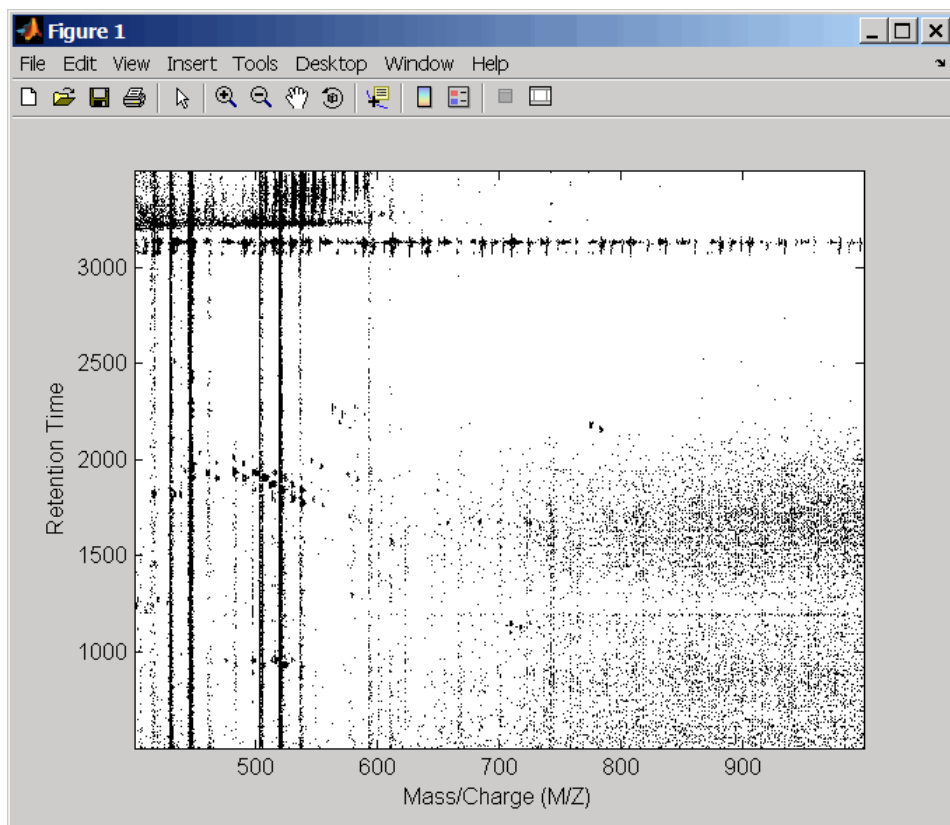 Figure 1
File Edit View Insert Tools Desktop Window Help
3000
2500
2000
1500
1000
Retention Time
500 600 700 800 900
Mass/Charge (M/Z)